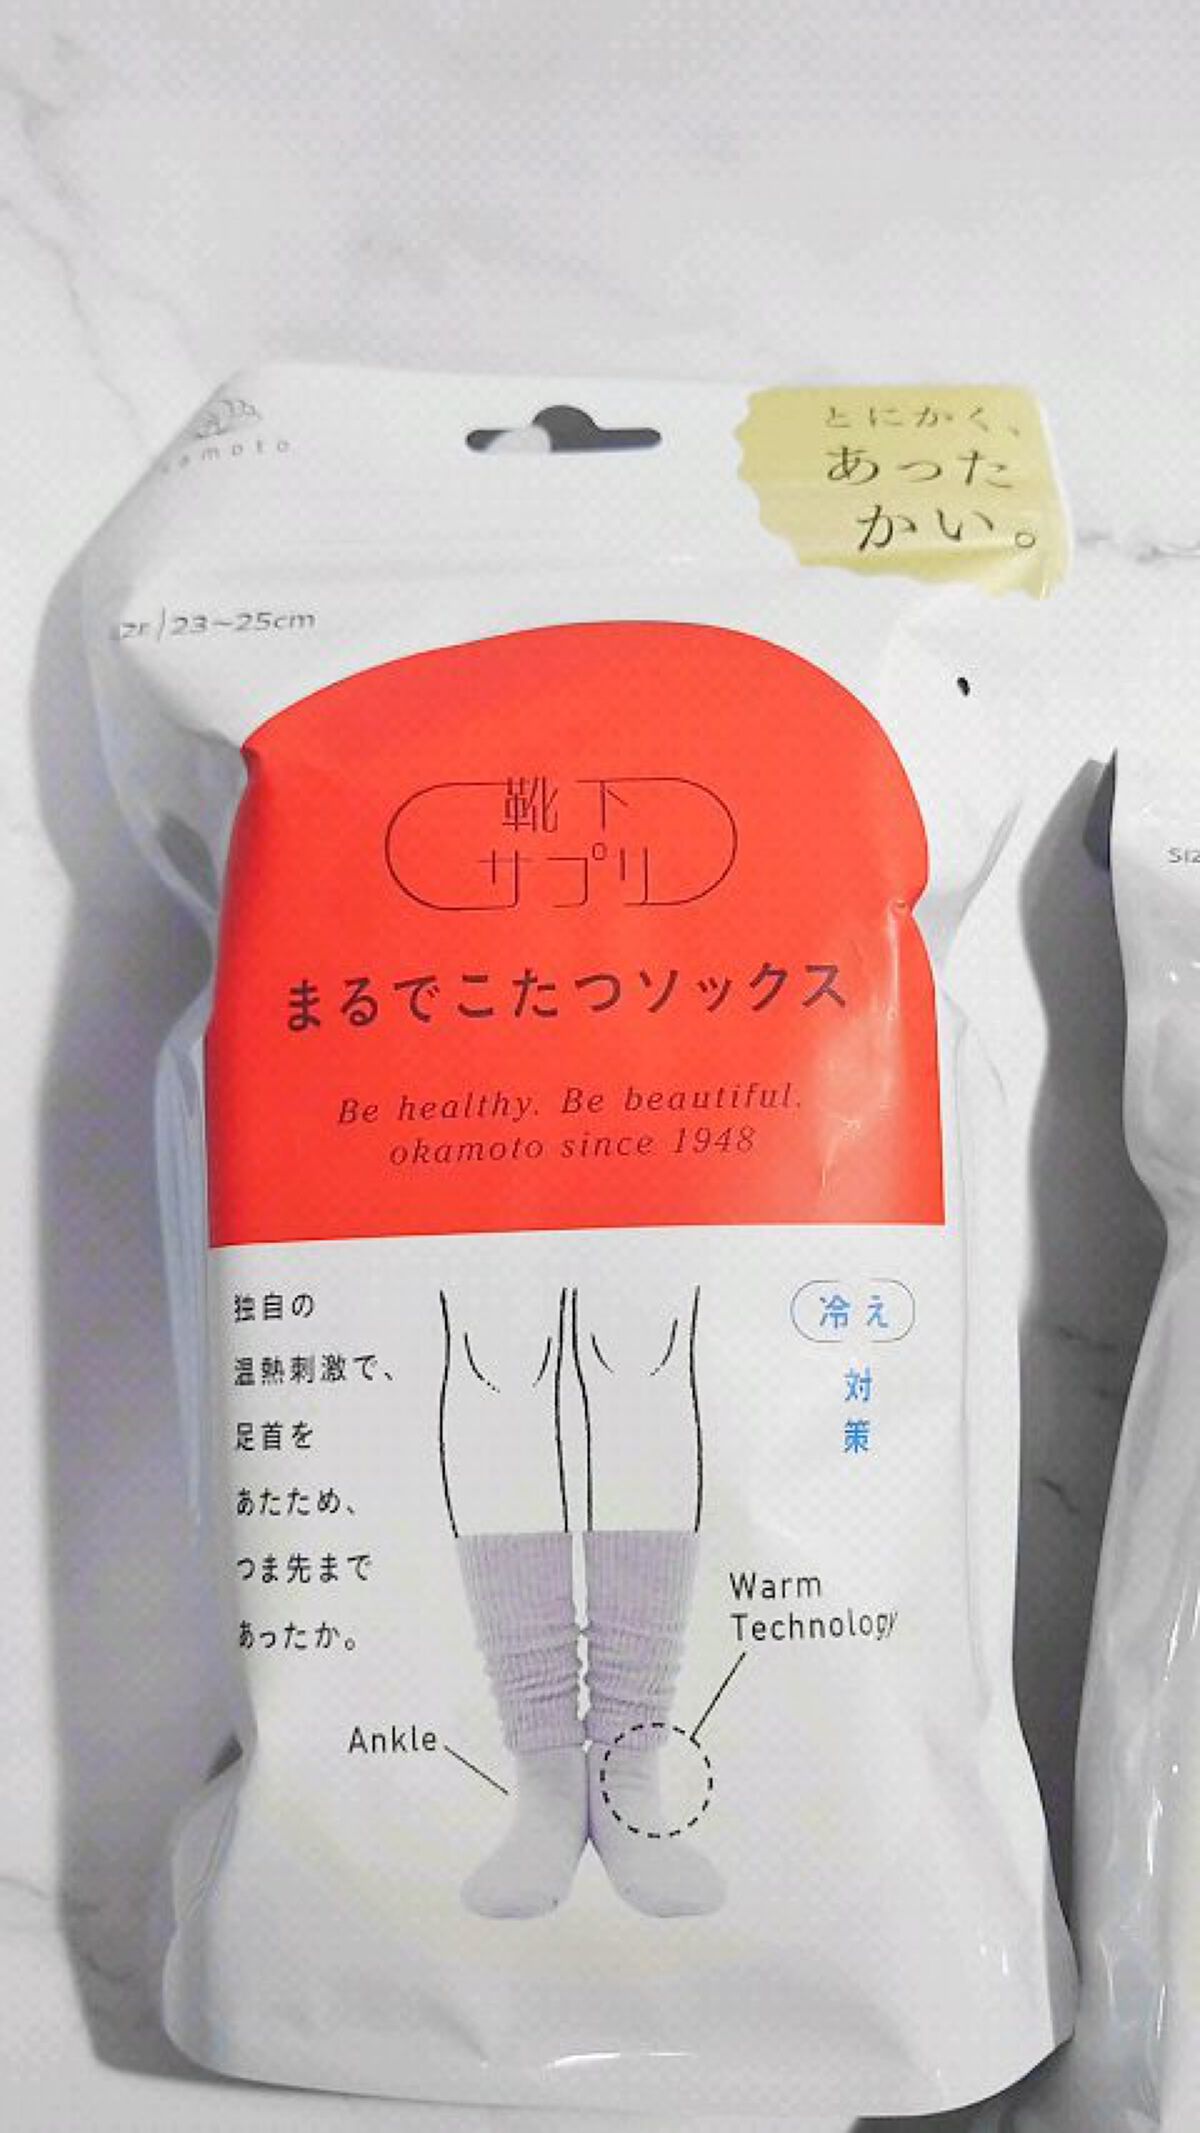 とにかく、
あった
かい。
23~25cm
靴下
サプリ
まるでこたつソックス
Be healthy. Be beautiful.
okamoto since 1948
独自の
温熱刺激で、
足首を
あたため、
つま先まで
あったか。
冷え
対
策
Warm
Technology
Ankle